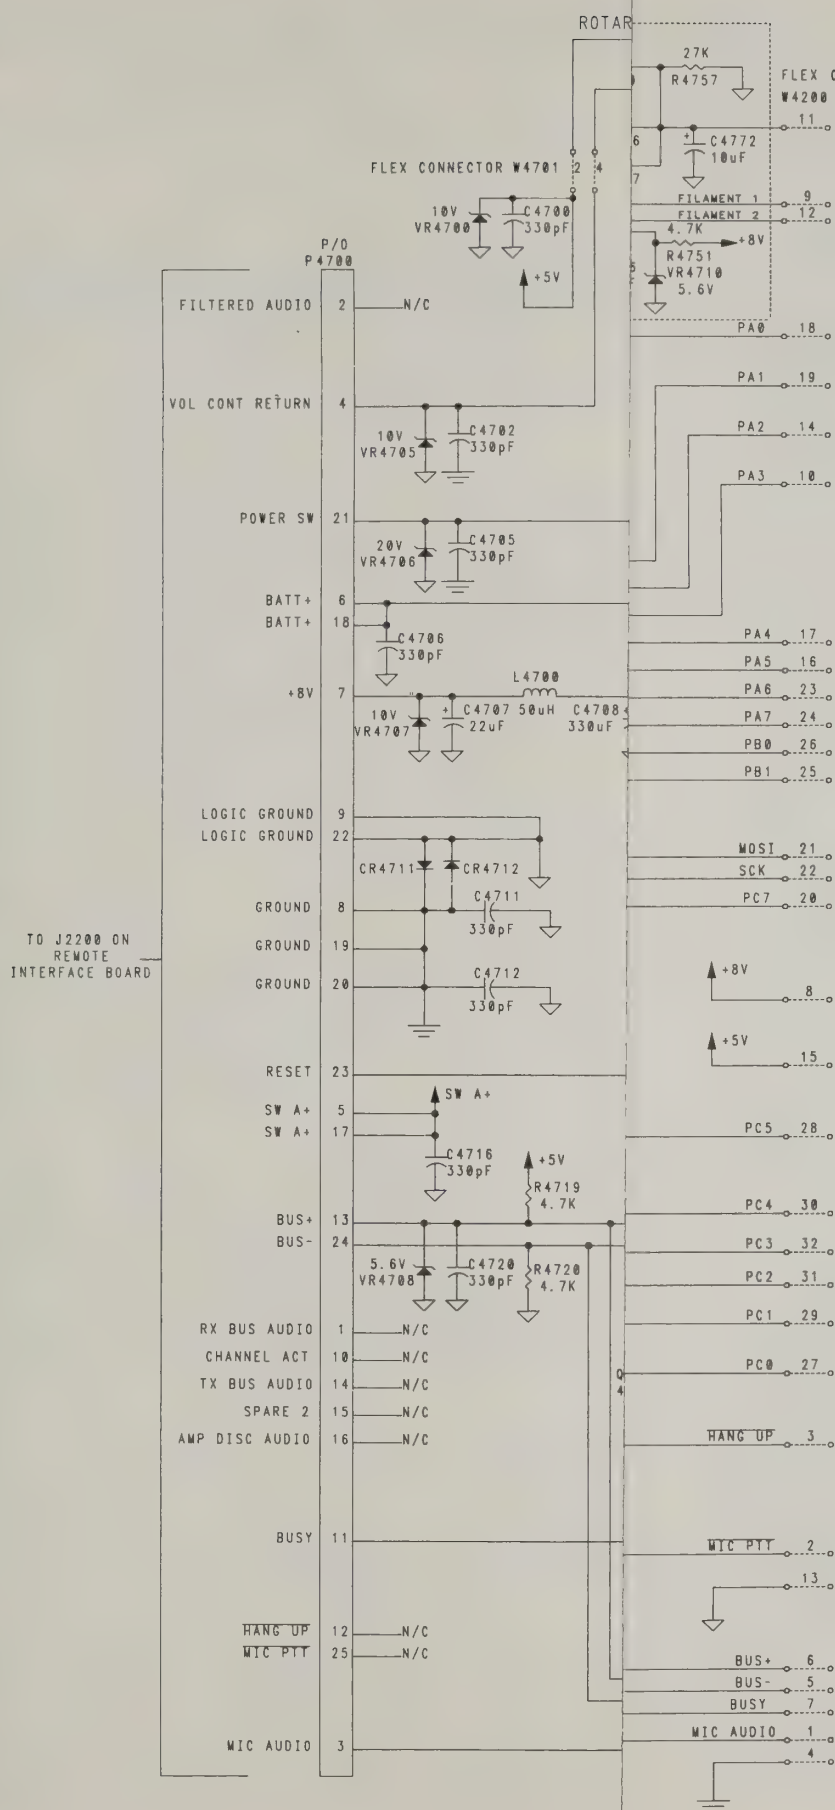 ROTAR
27K
R4757
FLEX C
W4200
11
C4772
10uF
6
7
FLEX CONNECTOR W4701 2 4
FILAMENT 1 9
FILAMENT 2 12
10V
VR4700
C4700
330pF
4.7K
+8V
R4751
VR4710
5.6V
+5V
P/O
P4700
FILTERED AUDIO 2 N/C
PA0 18
PA1 19
VOL CONT RETURN 4
10V
VR4705
C4702
330pF
PA2 14
PA3 10
POWER SW 21
20V
VR4706
C4705
330pF
BATT+ 6
BATT+ 18
C4706
330pF
PA4 17
PA5 16
PA6 23
PA7 24
PB0 26
PB1 25
+8V 7
10V
VR4707
+ C4707
22uF
L4700
50uH
C4708 +
330uF
LOGIC GROUND 9
LOGIC GROUND 22
CR4711 CR4712
MOSI 21
SCK 22
PC7 20
GROUND 8
C4711
330pF
GROUND 19
GROUND 20
C4712
330pF
TO J2200 ON
REMOTE
INTERFACE BOARD
+8V
8
+5V
15
RESET 23
SW A+
SW A+ 5
SW A+ 17
C4716
330pF
PC5 28
+5V
R4719
4.7K
BUS+ 13
BUS- 24
5.6V
VR4708
C4720
330pF
R4720
4.7K
PC4 30
PC3 32
PC2 31
PC1 29
PC0 27
Q
4
RX BUS AUDIO 1 N/C
CHANNEL ACT 10 N/C
TX BUS AUDIO 14 N/C
SPARE 2 15 N/C
AMP DISC AUDIO 16 N/C
HANG UP 3
BUSY 11
MIC PTT 2
13
HANG UP 12 N/C
MIC PTT 25 N/C
BUS+ 6
BUS- 5
BUSY 7
MIC AUDIO 3
MIC AUDIO 1
4